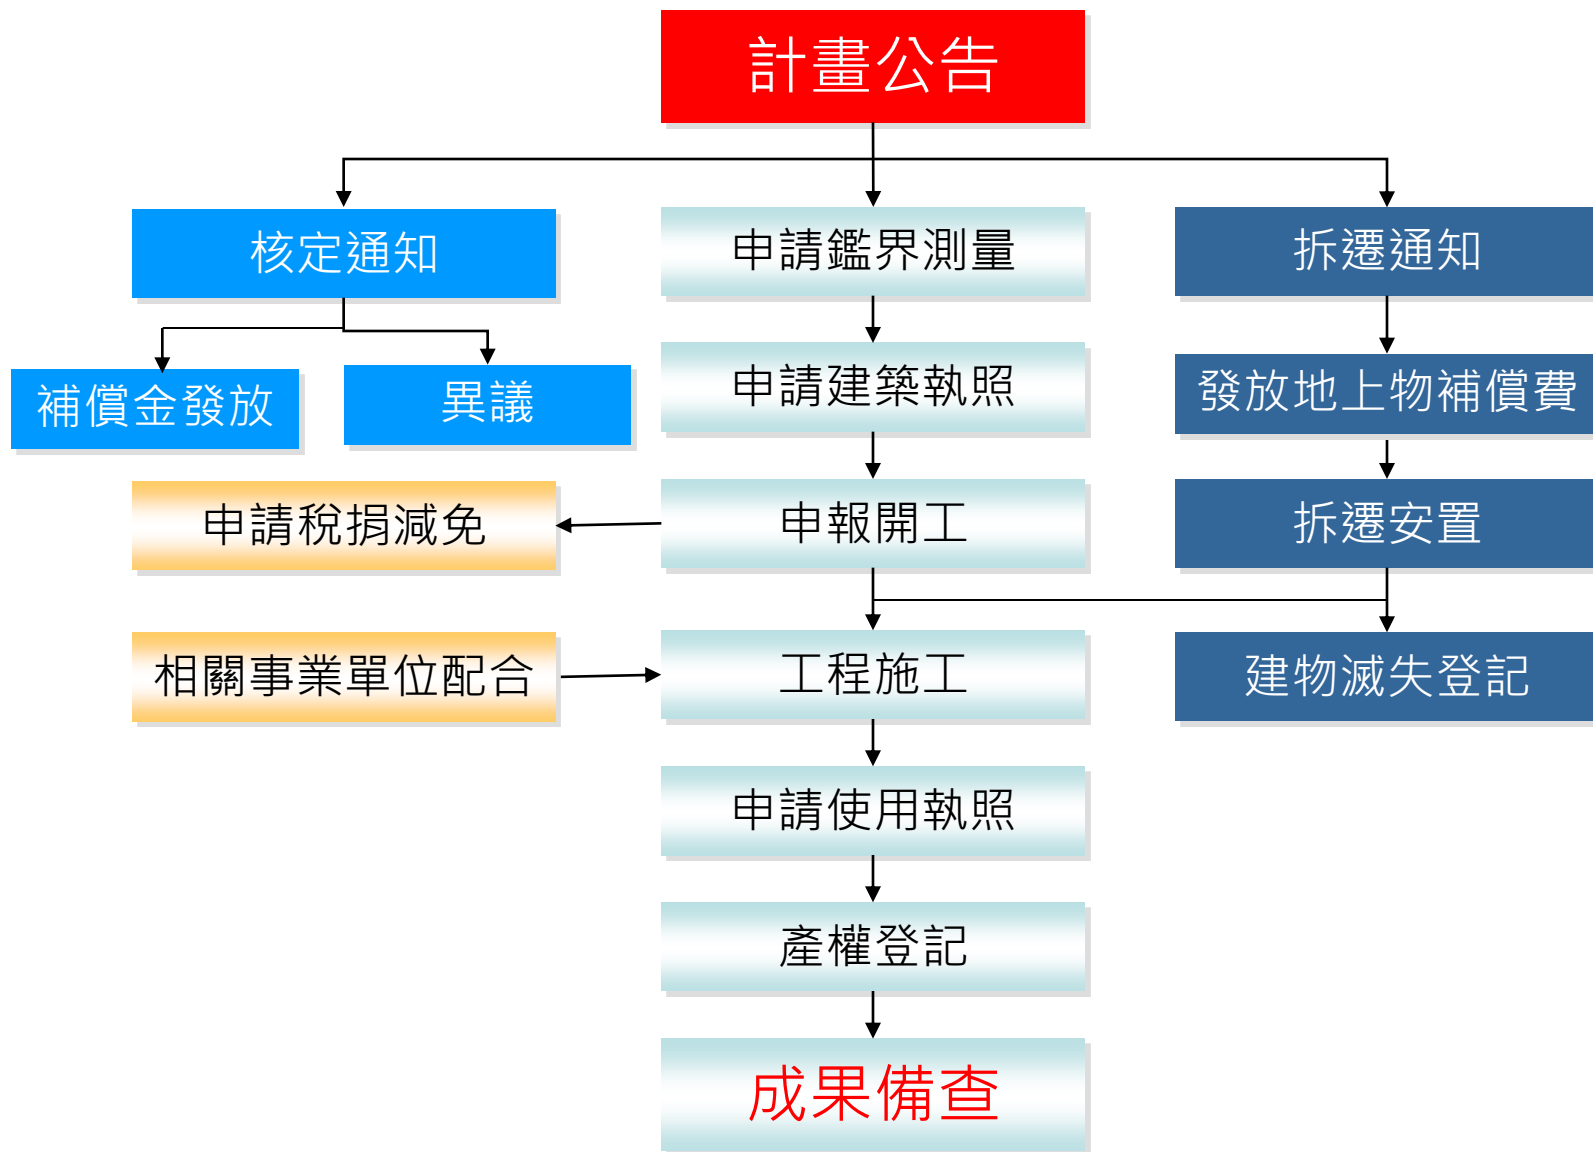 計畫公告
核定通知
申請鑑界測量
拆遷通知
補償金發放
異議
申請建築執照
發放地上物補償費
申請稅捐減免
申報開工
拆遷安置
相關事業單位配合
工程施工
建物滅失登記
申請使用執照
產權登記
成果備查